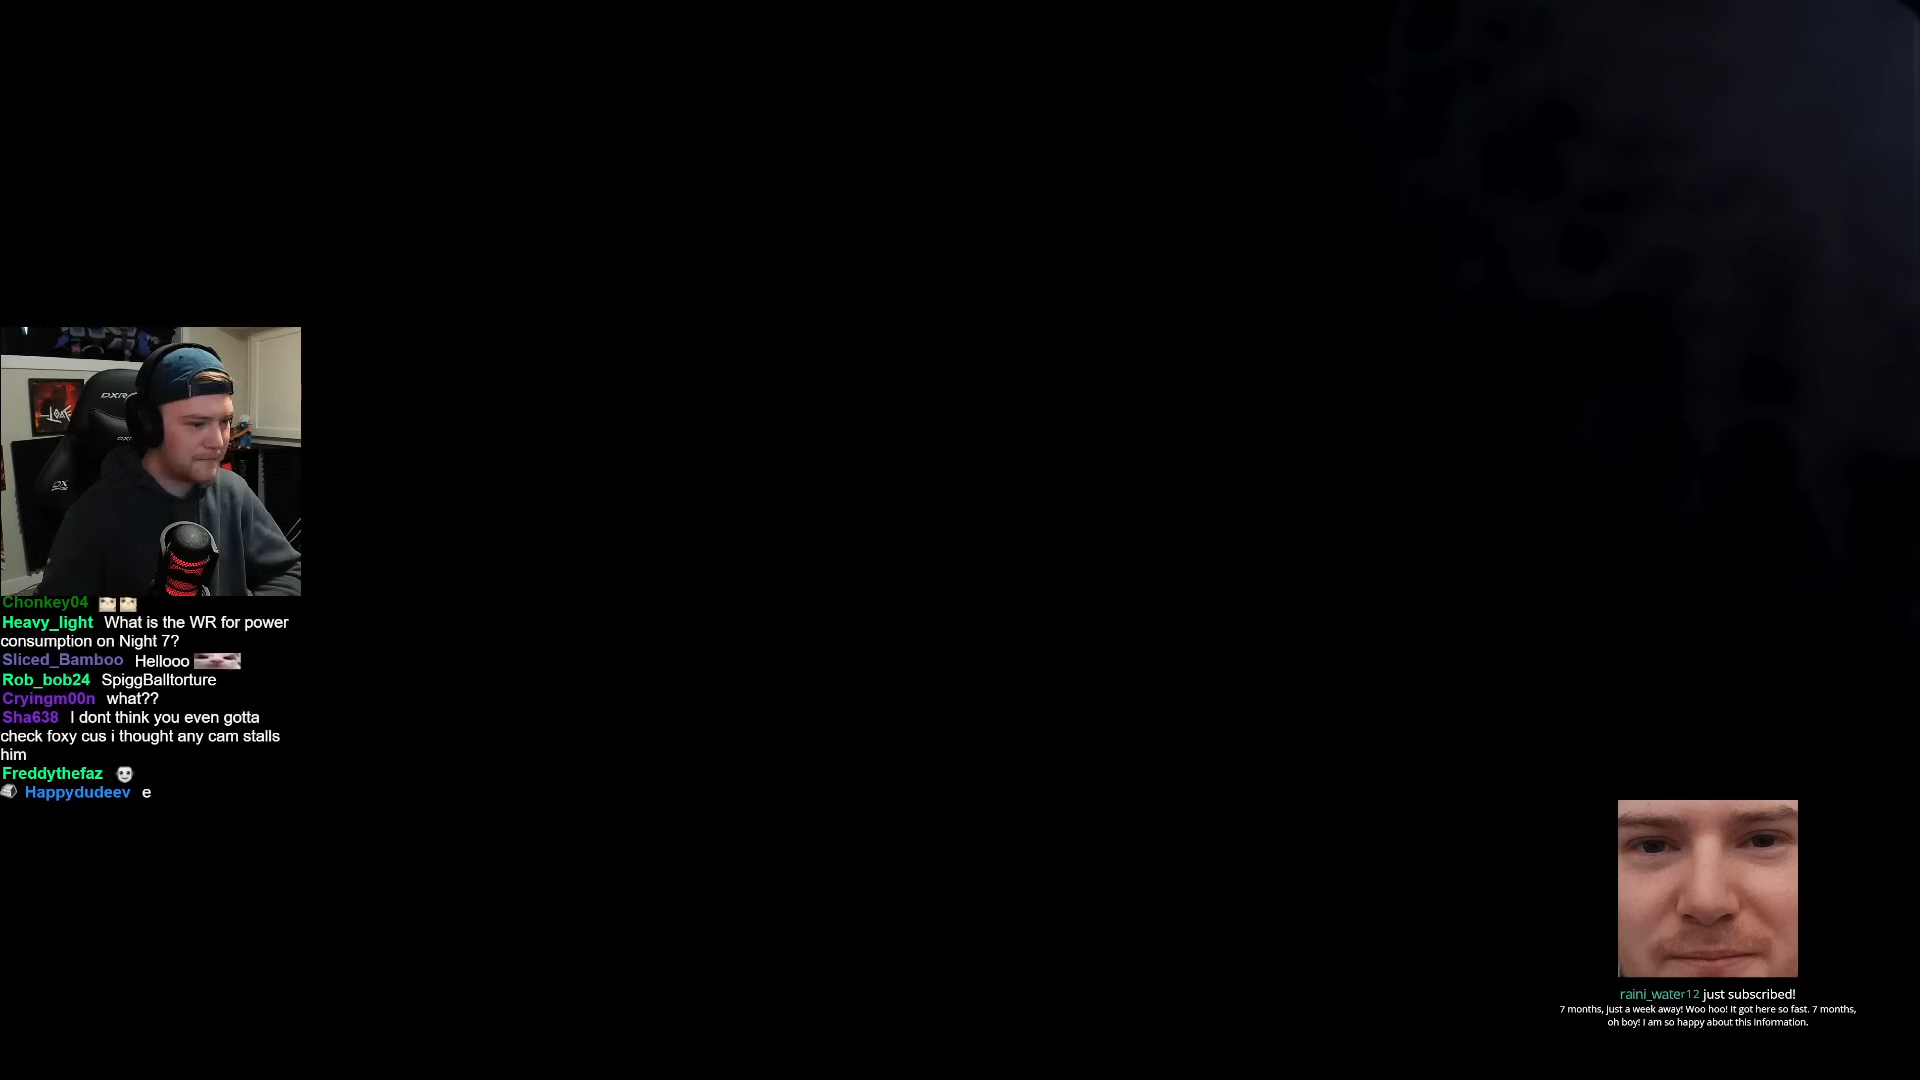 DXR
DX
Chonkey04
Heavy_light What is the WR for power
consumption on Night 7?
Sliced_Bamboo Hellooo
Rob_bob24 SpiggBalltorture
Cryingm00n what??
Sha638 I dont think you even gotta
check foxy cus i thought any cam stalls
him
Freddythefaz
Happydudeev e
raini_water12 just subscribed!
7 months, just a week away! Woo hoo! It got here so fast. 7 months,
oh boy! I am so happy about this information.